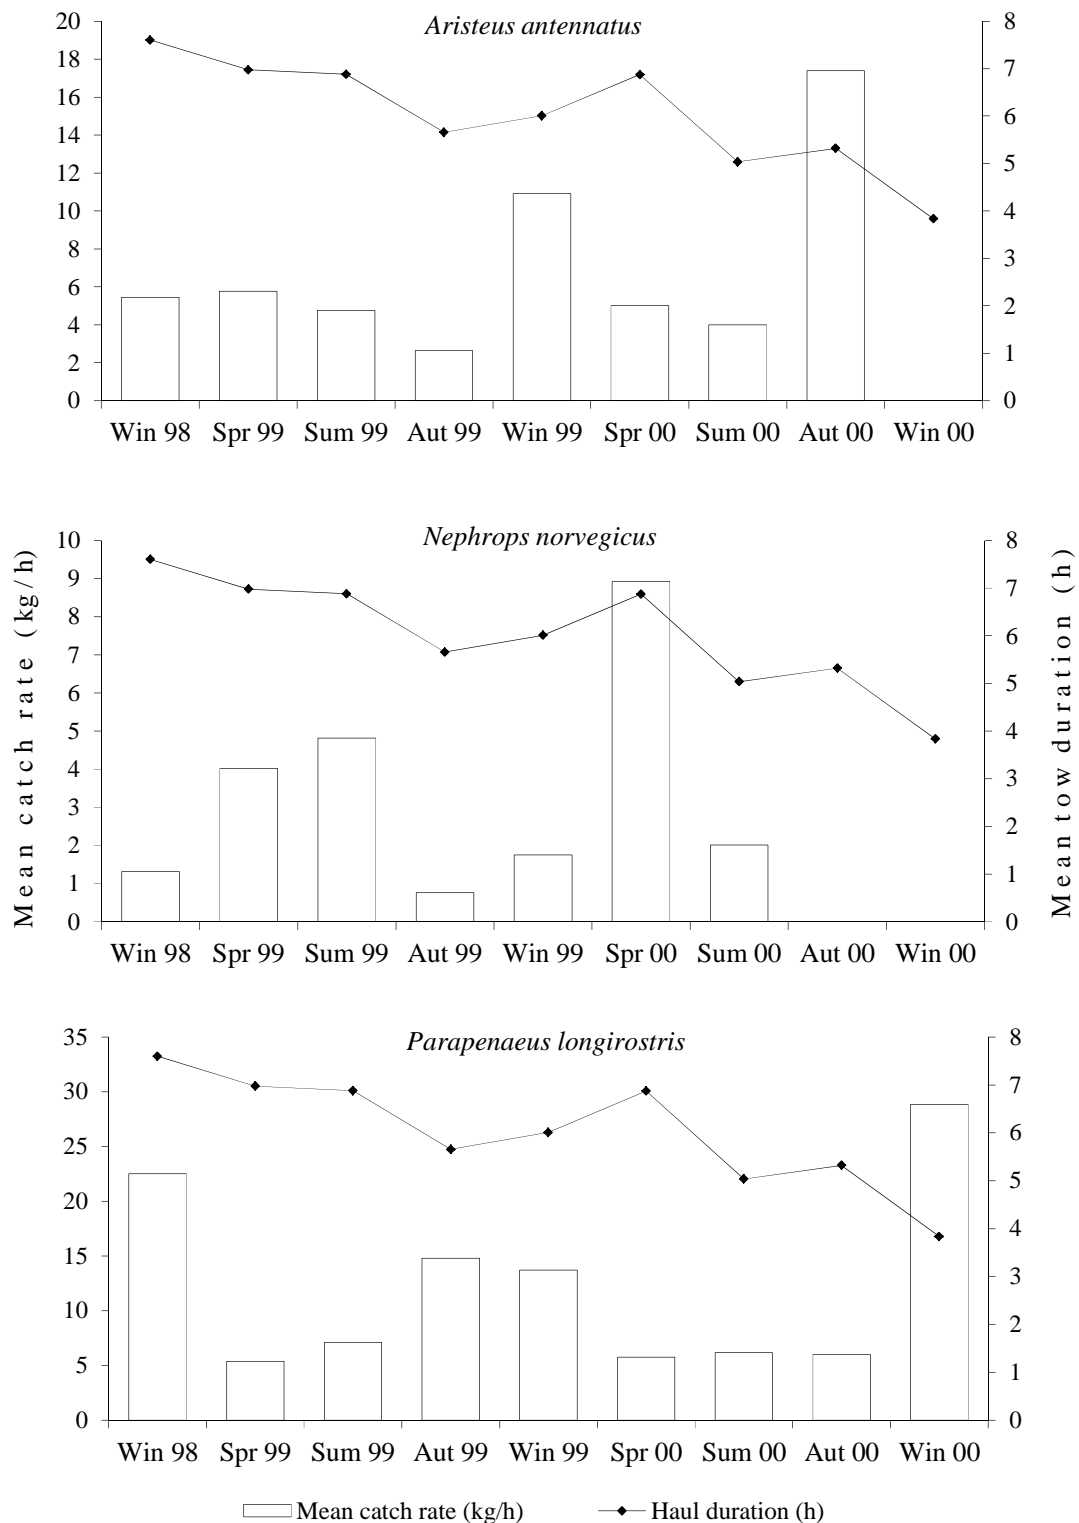 Aristeus antennatus
20 18 16 14 12 10 8 6 4 2 0
8 7 6 5 4 3 2 1 0
Win 98 Spr 99 Sum 99 Aut 99 Win 99 Spr 00 Sum 00 Aut 00 Win 00
Mean catch rate (kg/h)
Nephrops norvegicus
10 9 8 7 6 5 4 3 2 1 0
8 7 6 5 4 3 2 1 0
Mean tow duration (h)
Win 98 Spr 99 Sum 99 Aut 99 Win 99 Spr 00 Sum 00 Aut 00 Win 00
Parapenaeus longirostris
35 30 25 20 15 10 5 0
8 7 6 5 4 3 2 1 0
Win 98 Spr 99 Sum 99 Aut 99 Win 99 Spr 00 Sum 00 Aut 00 Win 00
Mean catch rate (kg/h) Haul duration (h)